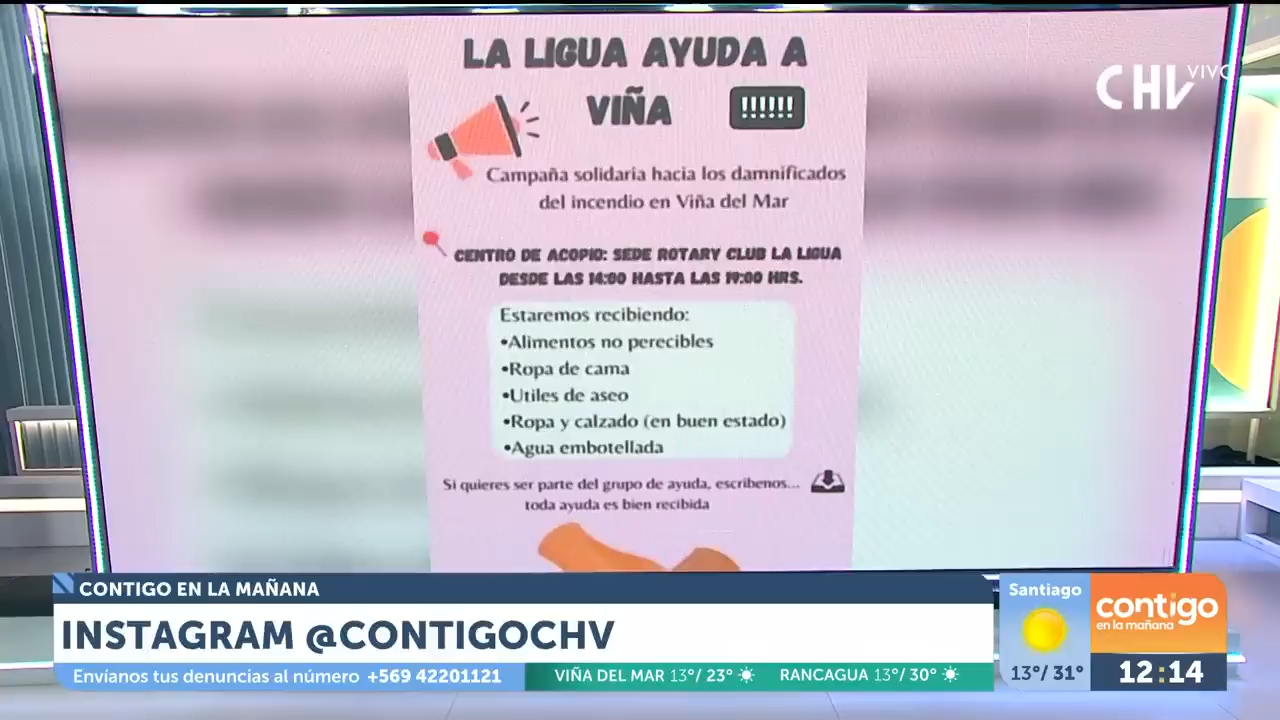 LA LIGUA AYUDA A
VIÑA
!!!!!!
Campaña solidaria hacia los damnificados
del incendio en Viña del Mar
CENTRO DE ACOPIO: SEDE ROTARY CLUB LA LIGUA
DESDE LAS 14:00 HASTA LAS 19:00 HRS.
Estaremos recibiendo:
•Alimentos no perecibles
•Ropa de cama
•Utiles de aseo
•Ropa y calzado (en buen estado)
•Agua embotellada
Si quieres ser parte del grupo de ayuda, escribenos...
toda ayuda es bien recibida
CHV VIVO
CONTIGO EN LA MAÑANA
INSTAGRAM @CONTIGOCHV
Envíanos tus denuncias al número +569 42201121
VIÑA DEL MAR 13°/ 23° RANCAGUA 13°/ 30°
Santiago
13°/ 31°
contigo
en la mañana
12:14